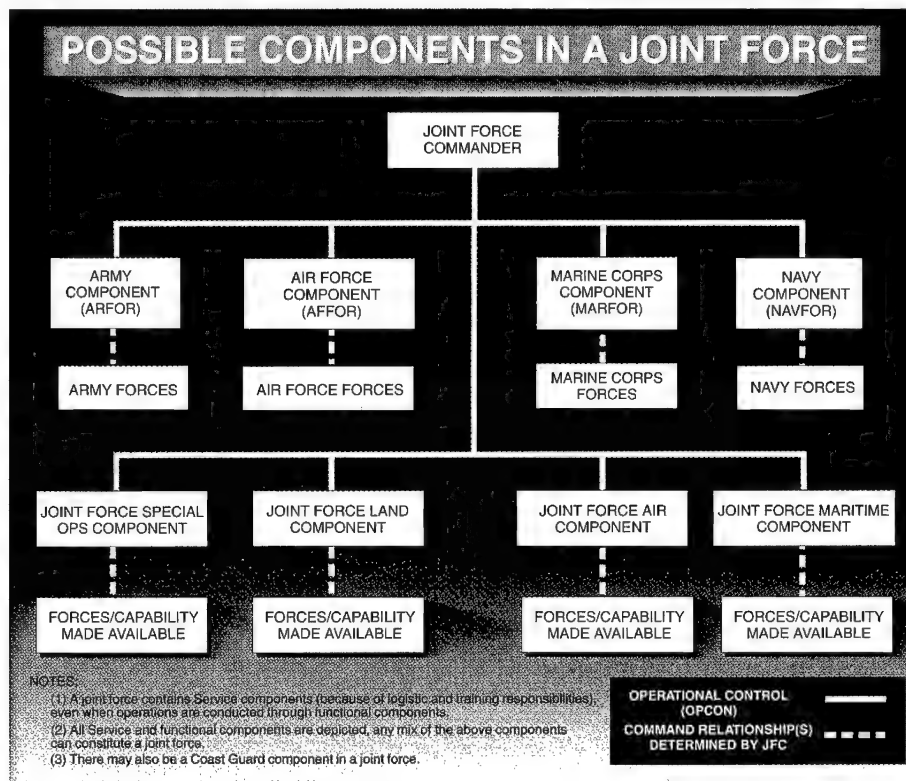 POSSIBLE COMPONENTS IN A JOINT FORCE
JOINT FORCE
COMMANDER
ARMY
COMPONENT
(ARFOR)
AIR FORCE
COMPONENT
(AFFOR)
MARINE CORPS
COMPONENT
(MARFOR)
NAVY
COMPONENT
(NAVFOR)
ARMY FORCES
AIR FORCE FORCES
MARINE CORPS
FORCES
NAVY FORCES
JOINT FORCE SPECIAL
OPS COMPONENT
JOINT FORCE LAND
COMPONENT
JOINT FORCE AIR
COMPONENT
JOINT FORCE MARITIME
COMPONENT
FORCES/CAPABILITY
MADE AVAILABLE
FORCES/CAPABILITY
MADE AVAILABLE
FORCES/CAPABILITY
MADE AVAILABLE
FORCES/CAPABILITY
MADE AVAILABLE
NOTES:
(1) A joint force contains Service components (because of logistic and training responsibilities),
even when operations are conducted through functional components.
(2) All Service and functional components are depicted, any mix of the above components
can constitute a joint force.
(3) There may also be a Coast Guard component in a joint force.
OPERATIONAL CONTROL
(OPCON)
COMMAND RELATIONSHIP(S)
DETERMINED BY JFC